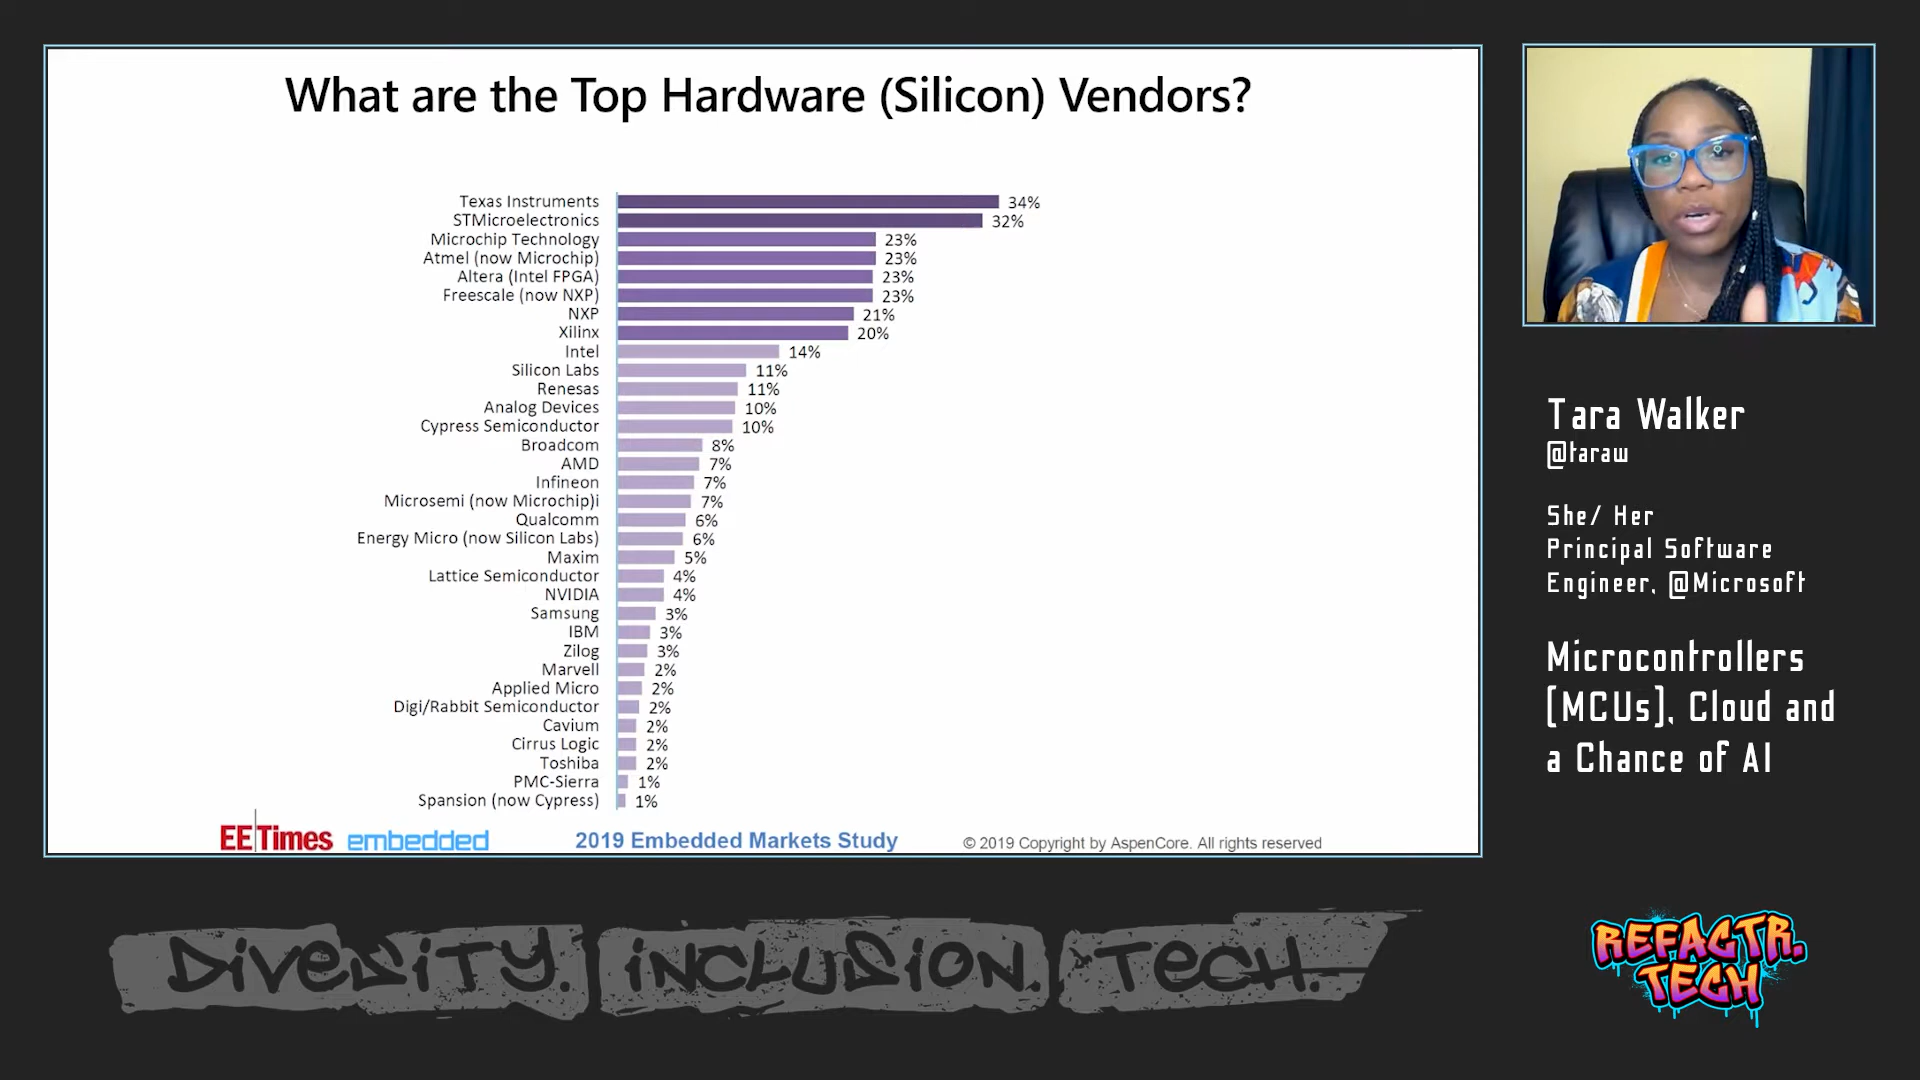 What are the Top Hardware (Silicon) Vendors?
Texas Instruments 34%
STMicroelectronics 32%
Microchip Technology 23%
Atmel (now Microchip) 23%
Altera (Intel FPGA) 23%
Freescale (now NXP) 23%
NXP 21%
Xilinx 20%
Intel 14%
Silicon Labs 11%
Renesas 11%
Analog Devices 10%
Cypress Semiconductor 10%
Broadcom 8%
AMD 7%
Infineon 7%
Microsemi (now Microchip)i 7%
Qualcomm 6%
Energy Micro (now Silicon Labs) 6%
Maxim 5%
Lattice Semiconductor 4%
NVIDIA 4%
Samsung 3%
IBM 3%
Zilog 3%
Marvell 2%
Applied Micro 2%
Digi/Rabbit Semiconductor 2%
Cavium 2%
Cirrus Logic 2%
Toshiba 2%
PMC-Sierra 1%
Spansion (now Cypress) 1%
EETimes embedded 2019 Embedded Markets Study © 2019 Copyright by AspenCore. All rights reserved
Tara Walker
@taraw
She/ Her
Principal Software
Engineer, @Microsoft
Microcontrollers
(MCUs), Cloud and
a Chance of AI
DIVERSITY. INCLUSION. TECH.
REFACTR.
TECH